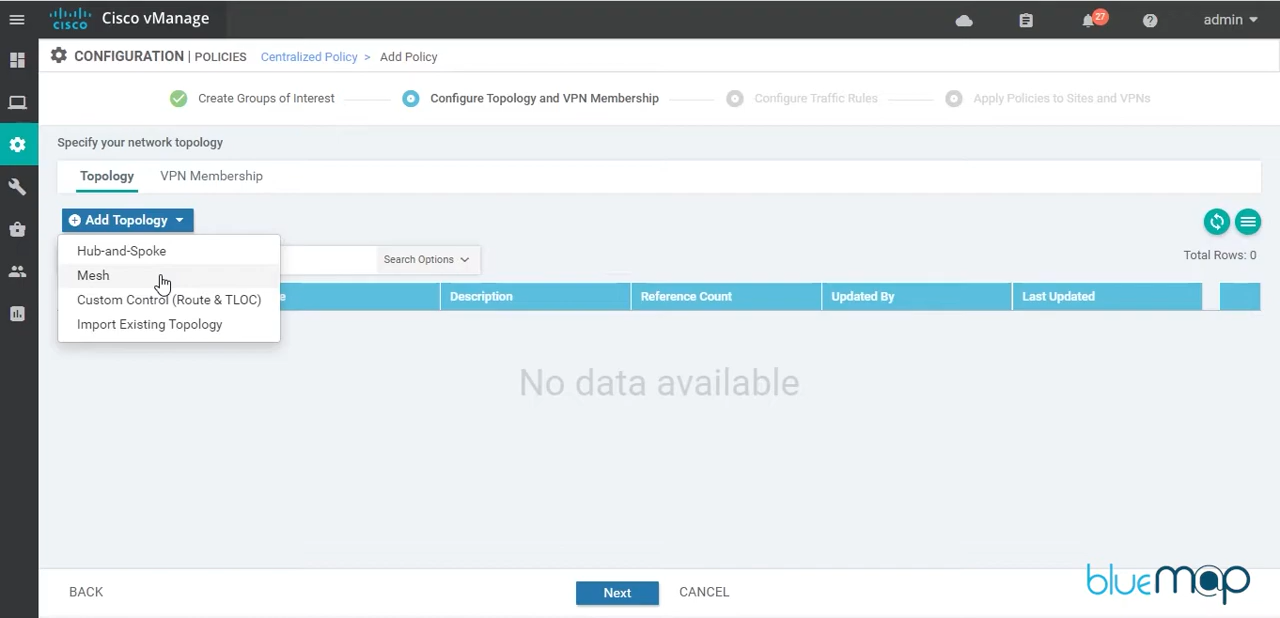 CISCO Cisco vManage 27 admin
CONFIGURATION | POLICIES Centralized Policy > Add Policy
Create Groups of Interest Configure Topology and VPN Membership Configure Traffic Rules Apply Policies to Sites and VPNs
Specify your network topology
Topology VPN Membership
Add Topology
Hub-and-Spoke
Search Options Total Rows: 0
Mesh
Custom Control (Route & TLOC) e Description Reference Count Updated By Last Updated
Import Existing Topology
No data available
BACK Next CANCEL
bluemap